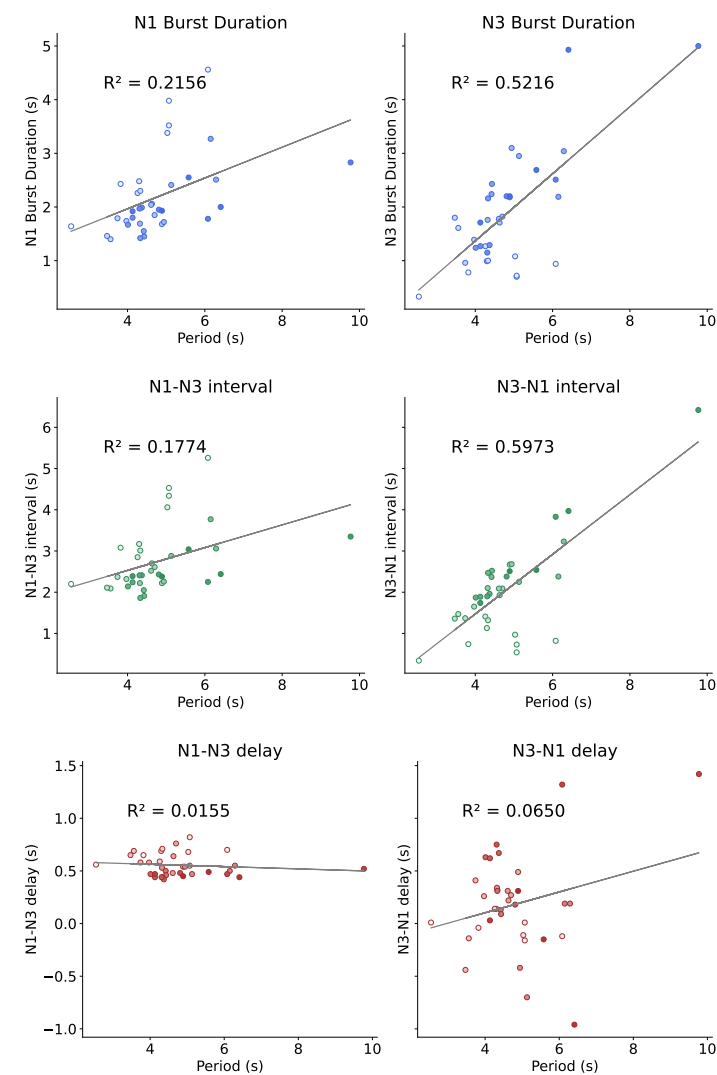 N1 Burst Duration
N3 Burst Duration
R² = 0.2156
R² = 0.5216
N1 Burst Duration (s)
N3 Burst Duration (s)
5
4
3
2
1
4 6 8 10
4 6 8 10
Period (s)
Period (s)
N1-N3 interval
N3-N1 interval
R² = 0.1774
R² = 0.5973
N1-N3 interval (s)
N3-N1 interval (s)
6
5
4
3
2
1
4 6 8 10
4 6 8 10
Period (s)
Period (s)
N1-N3 delay
N3-N1 delay
R² = 0.0155
R² = 0.0650
N1-N3 delay (s)
N3-N1 delay (s)
1.5
1.0
0.5
0.0
−0.5
−1.0
4 6 8 10
4 6 8 10
Period (s)
Period (s)